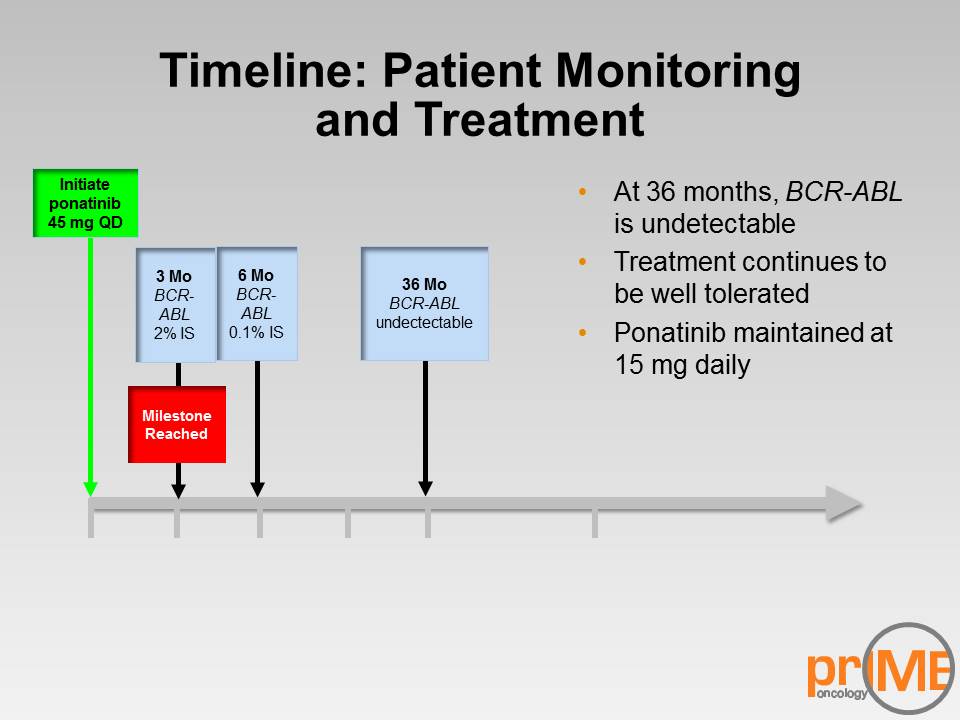 Timeline: Patient Monitoring
and Treatment
Initiate
ponatinib
45 mg QD
3 Mo
BCR-
ABL
2% IS
6 Mo
BCR-
ABL
0.1% IS
36 Mo
BCR-ABL
undectectable
Milestone
Reached
• At 36 months, BCR-ABL
is undetectable
• Treatment continues to
be well tolerated
• Ponatinib maintained at
15 mg daily
prIME
oncology